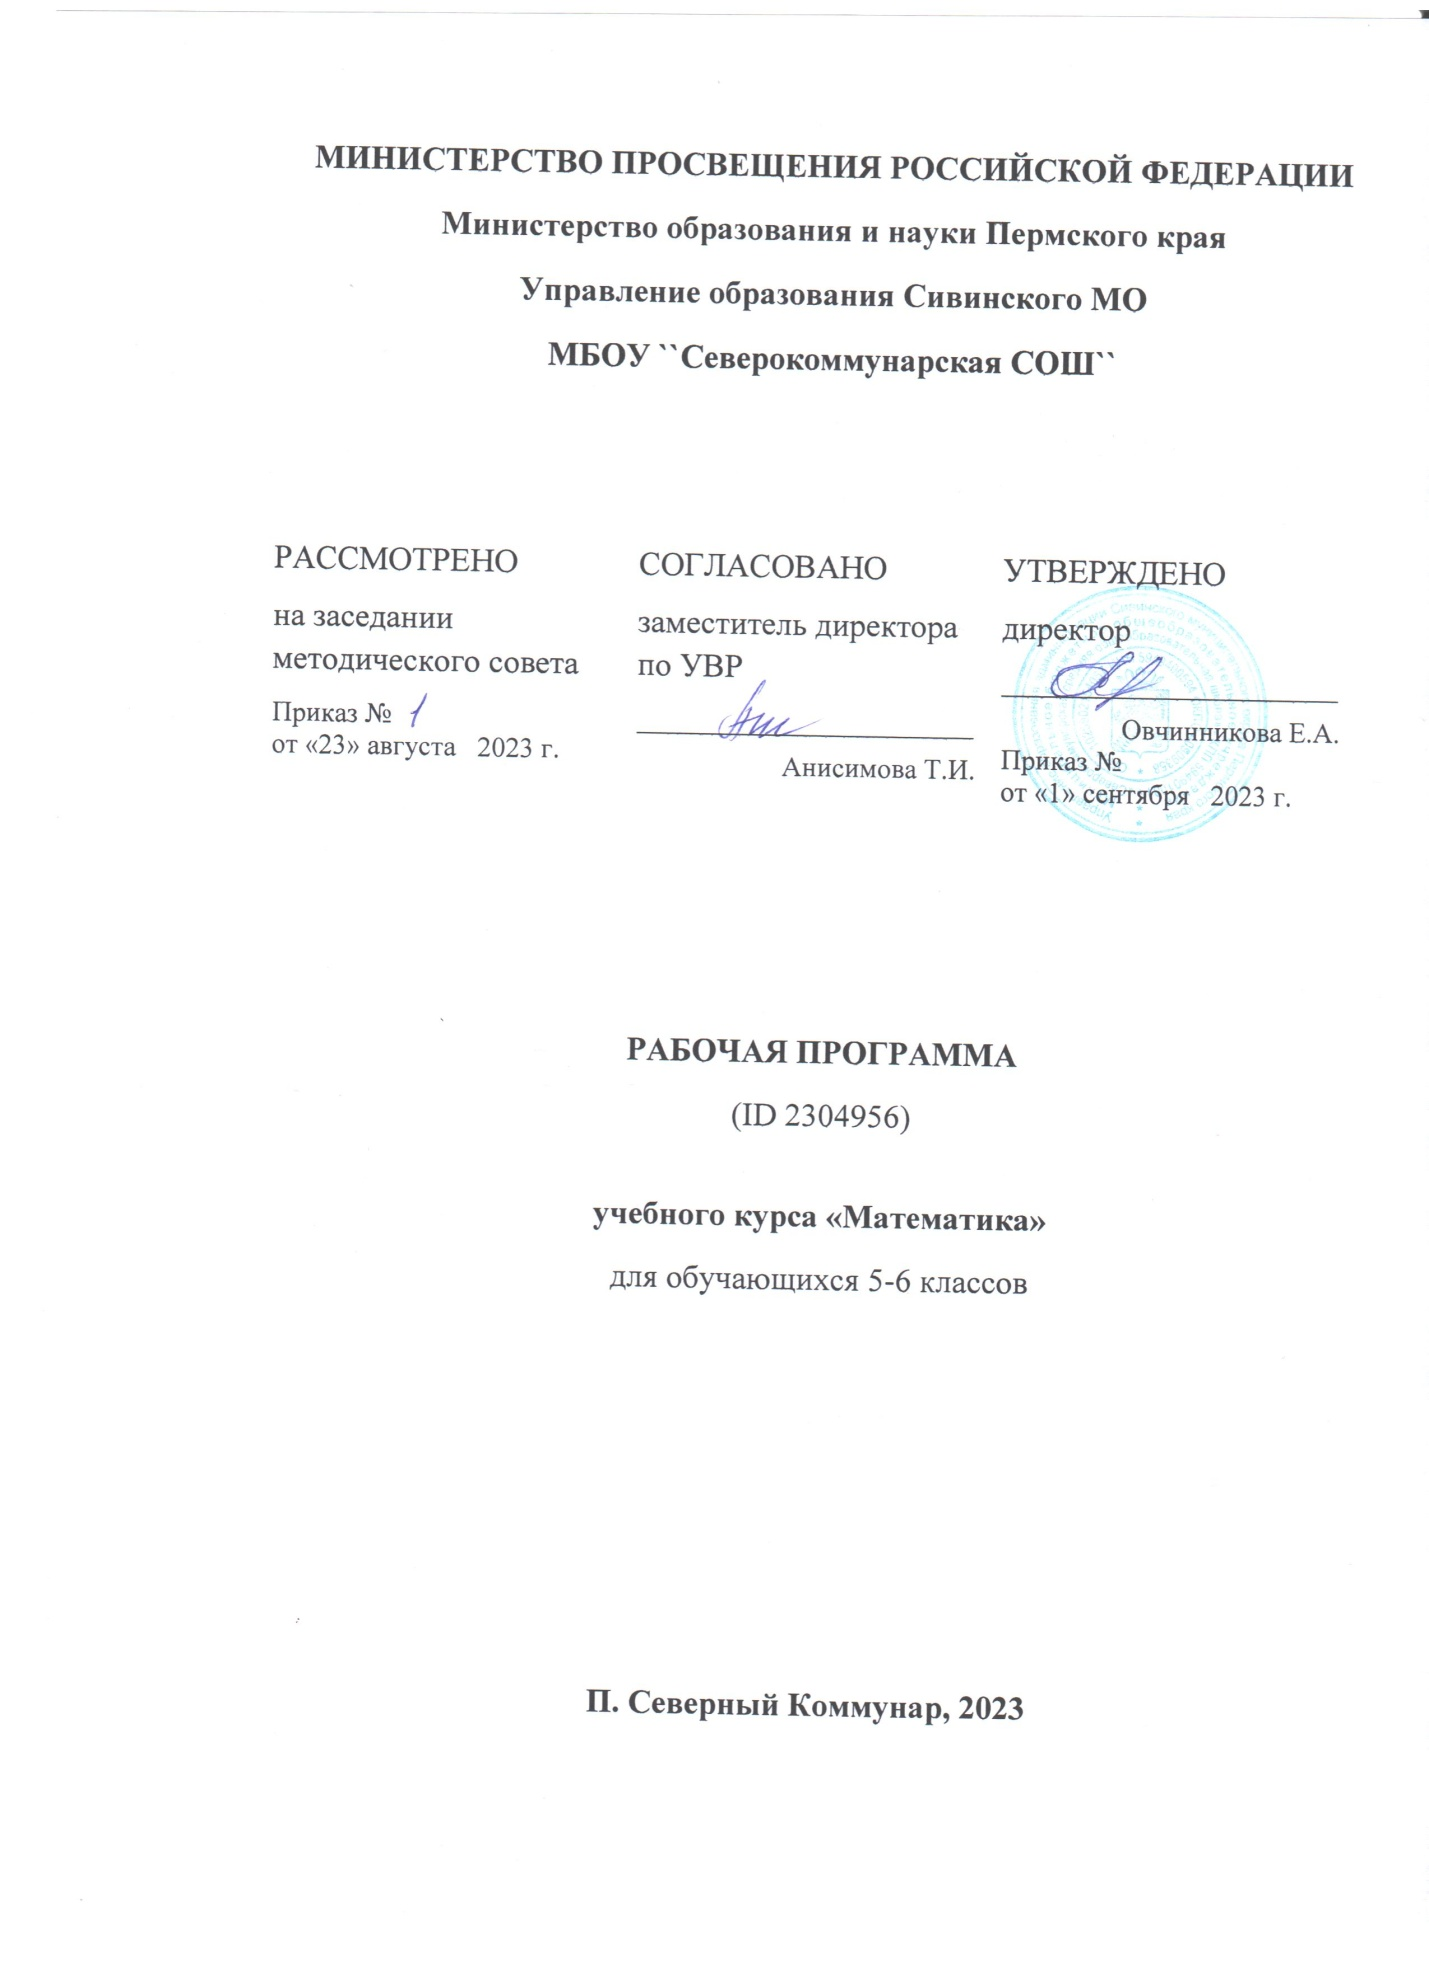 МИНИСТЕРСТВО ПРОСВЕЩЕНИЯ РОССИЙСКОЙ ФЕДЕРАЦИИ
Министерство образования и науки Пермского края
Управление образования Сивинского МО
МБОУ ``Северокоммунарская СОШ``
РАССМОТРЕНО
на заседании
методического совета
Приказ № 1
от «23» августа 2023 г.
СОГЛАСОВАНО
заместитель директора
по УВР
Анисимова Т.И.
УТВЕРЖДЕНО
директор
Овчинникова Е.А.
Приказ №
от «1» сентября 2023 г.
РАБОЧАЯ ПРОГРАММА
(ID 2304956)
учебного курса «Математика»
для обучающихся 5-6 классов
П. Северный Коммунар, 2023